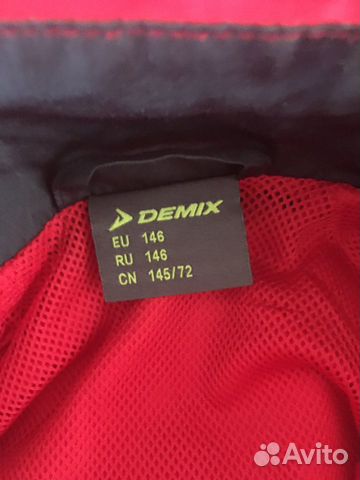 DEMIX
EU 146
RU 146
CN 145/72
Avito